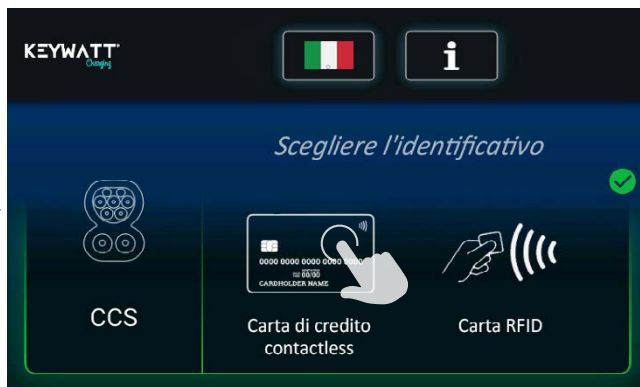 KEYWATT
Charging
i
Scegliere l'identificativo
0000 0000 0000 0000 0000
00/00
CARDHOLDER NAME
CCS
Carta di credito
contactless
Carta RFID